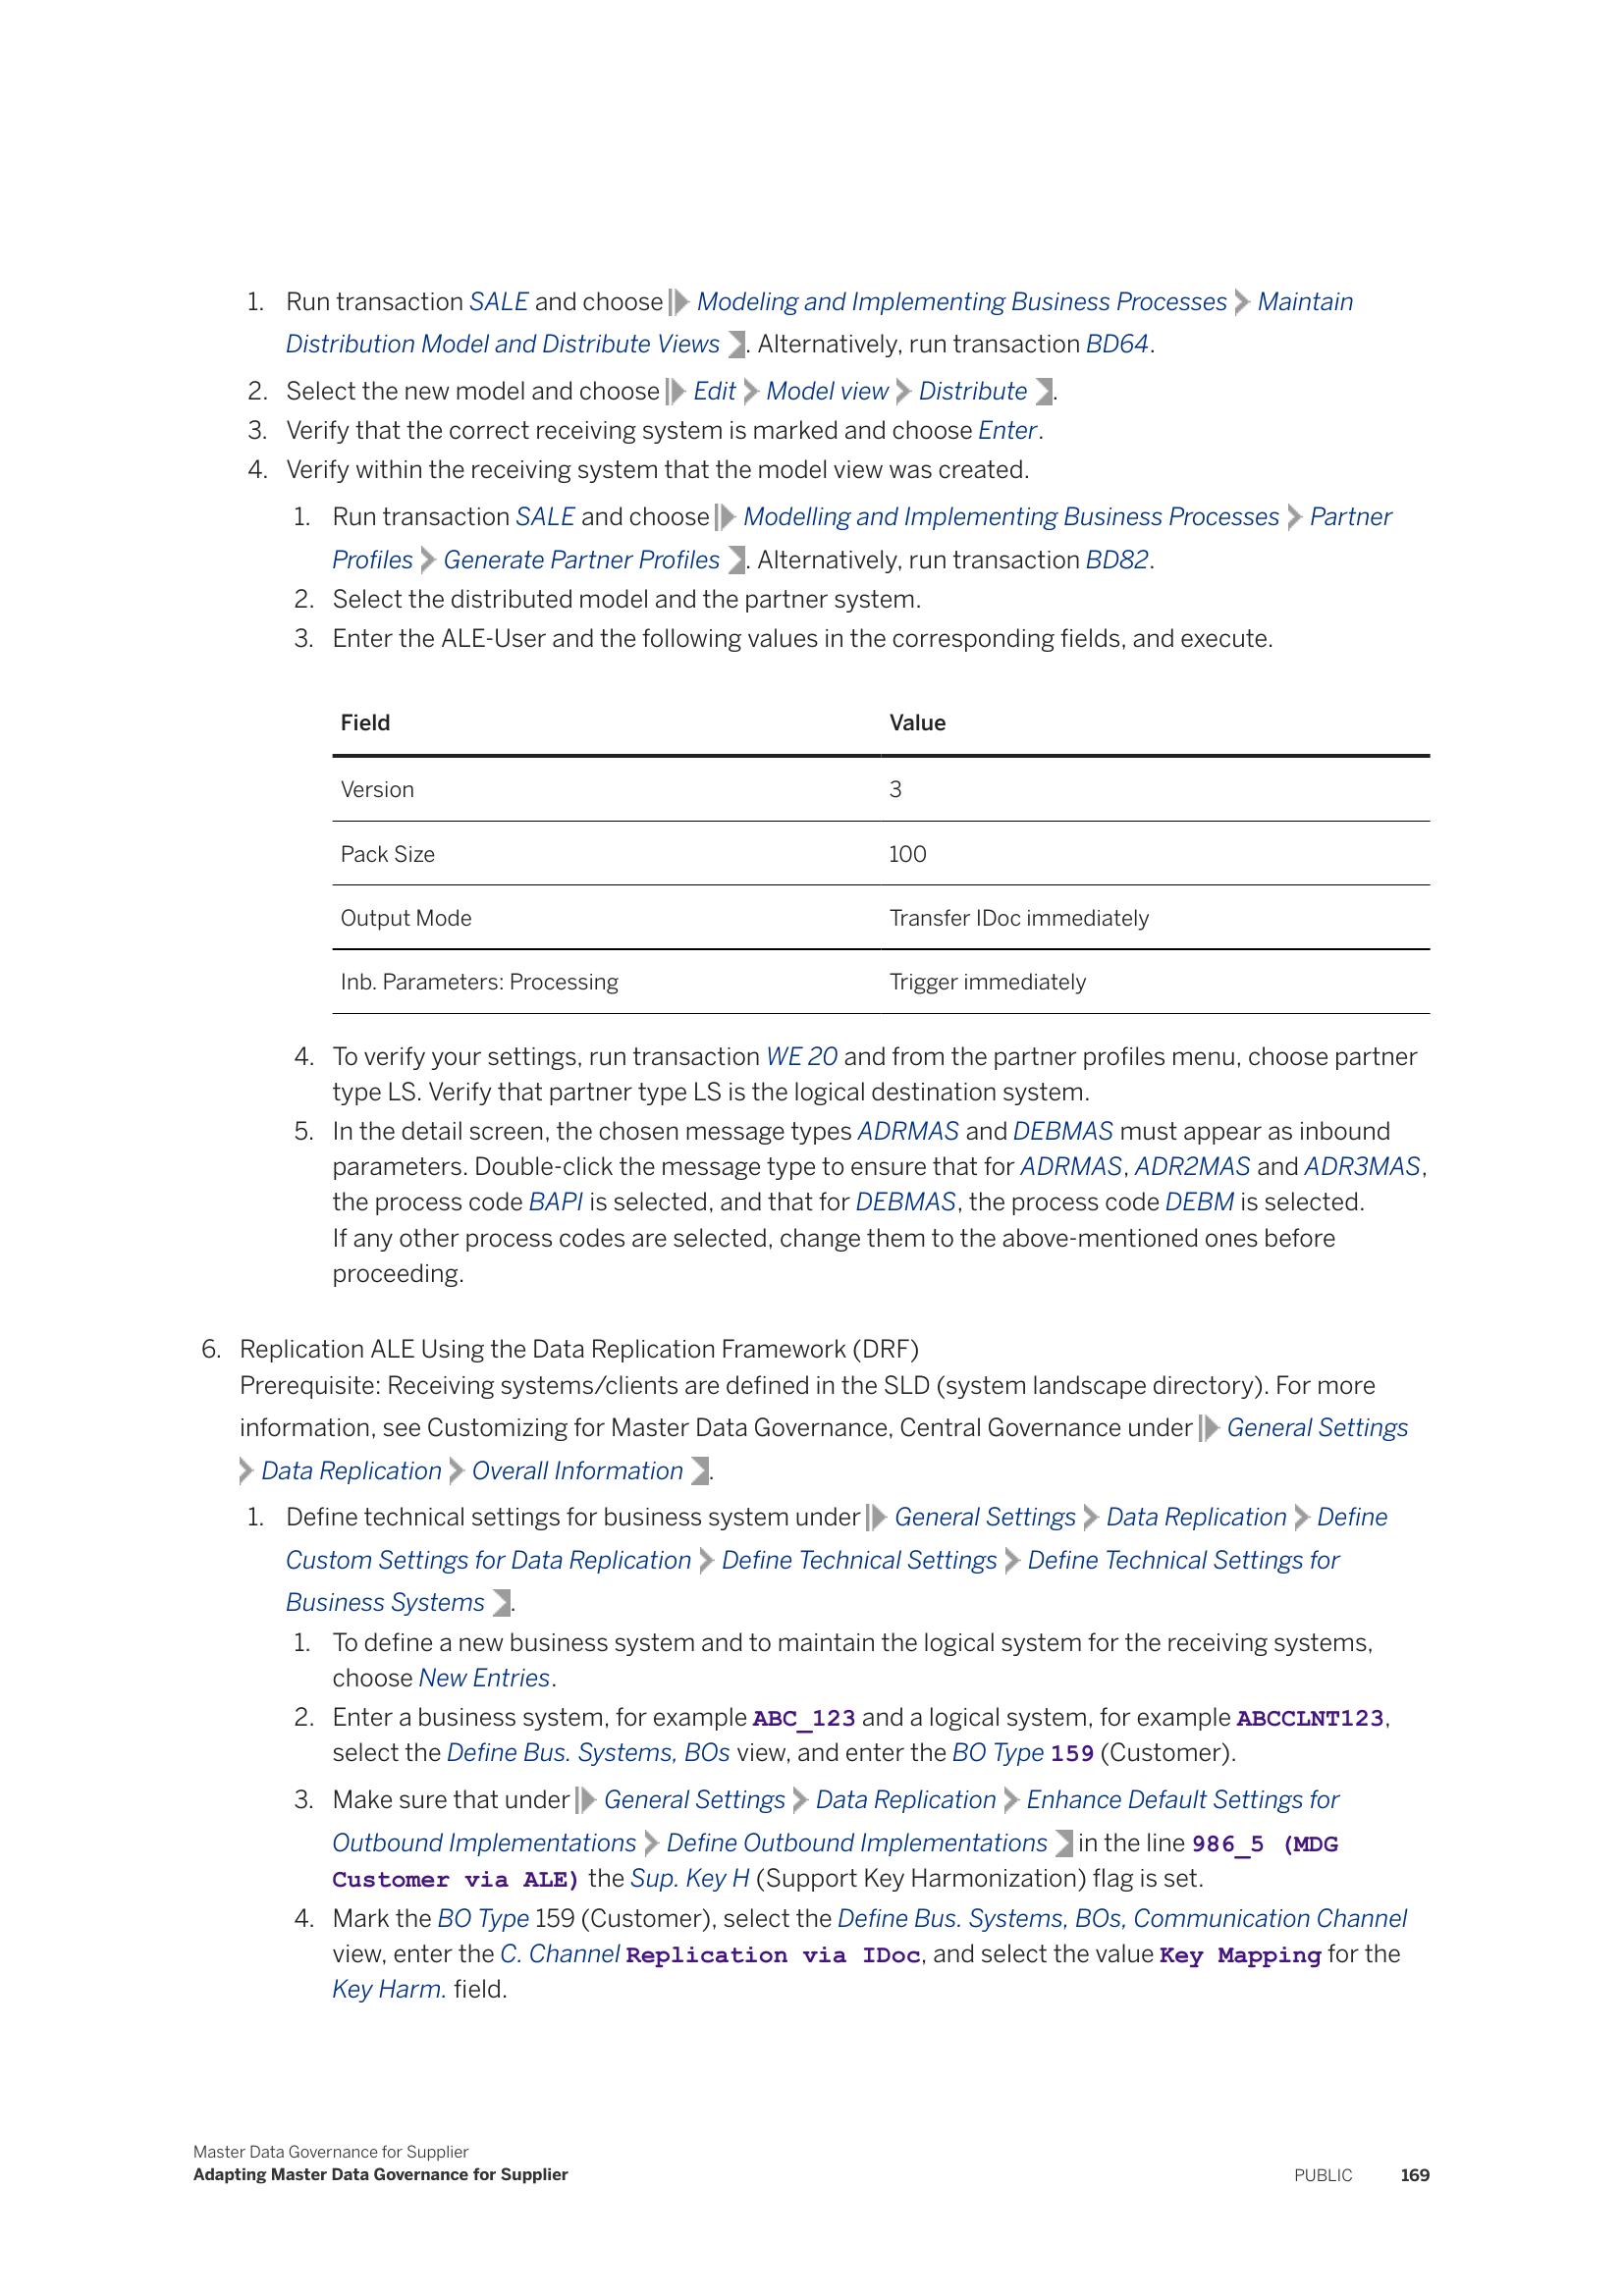 1. Run transaction SALE and choose Modeling and Implementing Business Processes Maintain
Distribution Model and Distribute Views . Alternatively, run transaction BD64.
2. Select the new model and choose Edit Model view Distribute .
3. Verify that the correct receiving system is marked and choose Enter.
4. Verify within the receiving system that the model view was created.
1. Run transaction SALE and choose Modelling and Implementing Business Processes Partner
Profiles Generate Partner Profiles . Alternatively, run transaction BD82.
2. Select the distributed model and the partner system.
3. Enter the ALE-User and the following values in the corresponding fields, and execute.
Field Value
Version 3
Pack Size 100
Output Mode Transfer IDoc immediately
Inb. Parameters: Processing Trigger immediately
4. To verify your settings, run transaction WE 20 and from the partner profiles menu, choose partner
type LS. Verify that partner type LS is the logical destination system.
5. In the detail screen, the chosen message types ADRMAS and DEBMAS must appear as inbound
parameters. Double-click the message type to ensure that for ADRMAS, ADR2MAS and ADR3MAS,
the process code BAPI is selected, and that for DEBMAS, the process code DEBM is selected.
If any other process codes are selected, change them to the above-mentioned ones before
proceeding.
6. Replication ALE Using the Data Replication Framework (DRF)
Prerequisite: Receiving systems/clients are defined in the SLD (system landscape directory). For more
information, see Customizing for Master Data Governance, Central Governance under General Settings
Data Replication Overall Information .
1. Define technical settings for business system under General Settings Data Replication Define
Custom Settings for Data Replication Define Technical Settings Define Technical Settings for
Business Systems .
1. To define a new business system and to maintain the logical system for the receiving systems,
choose New Entries.
2. Enter a business system, for example ABC_123 and a logical system, for example ABCCLNT123,
select the Define Bus. Systems, BOs view, and enter the BO Type 159 (Customer).
3. Make sure that under General Settings Data Replication Enhance Default Settings for
Outbound Implementations Define Outbound Implementations in the line 986_5 (MDG
Customer via ALE) the Sup. Key H (Support Key Harmonization) flag is set.
4. Mark the BO Type 159 (Customer), select the Define Bus. Systems, BOs, Communication Channel
view, enter the C. Channel Replication via IDoc, and select the value Key Mapping for the
Key Harm. field.
Master Data Governance for Supplier
Adapting Master Data Governance for Supplier PUBLIC 169